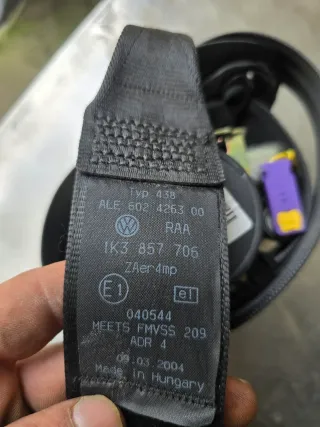 Typ 438
ALE 602 4263 00
RAA
1K3 857 706
ZAer4mp
E1 e1
040544
MEETS FMVSS 209
ADR 4
09.03.2004
Made in Hungary